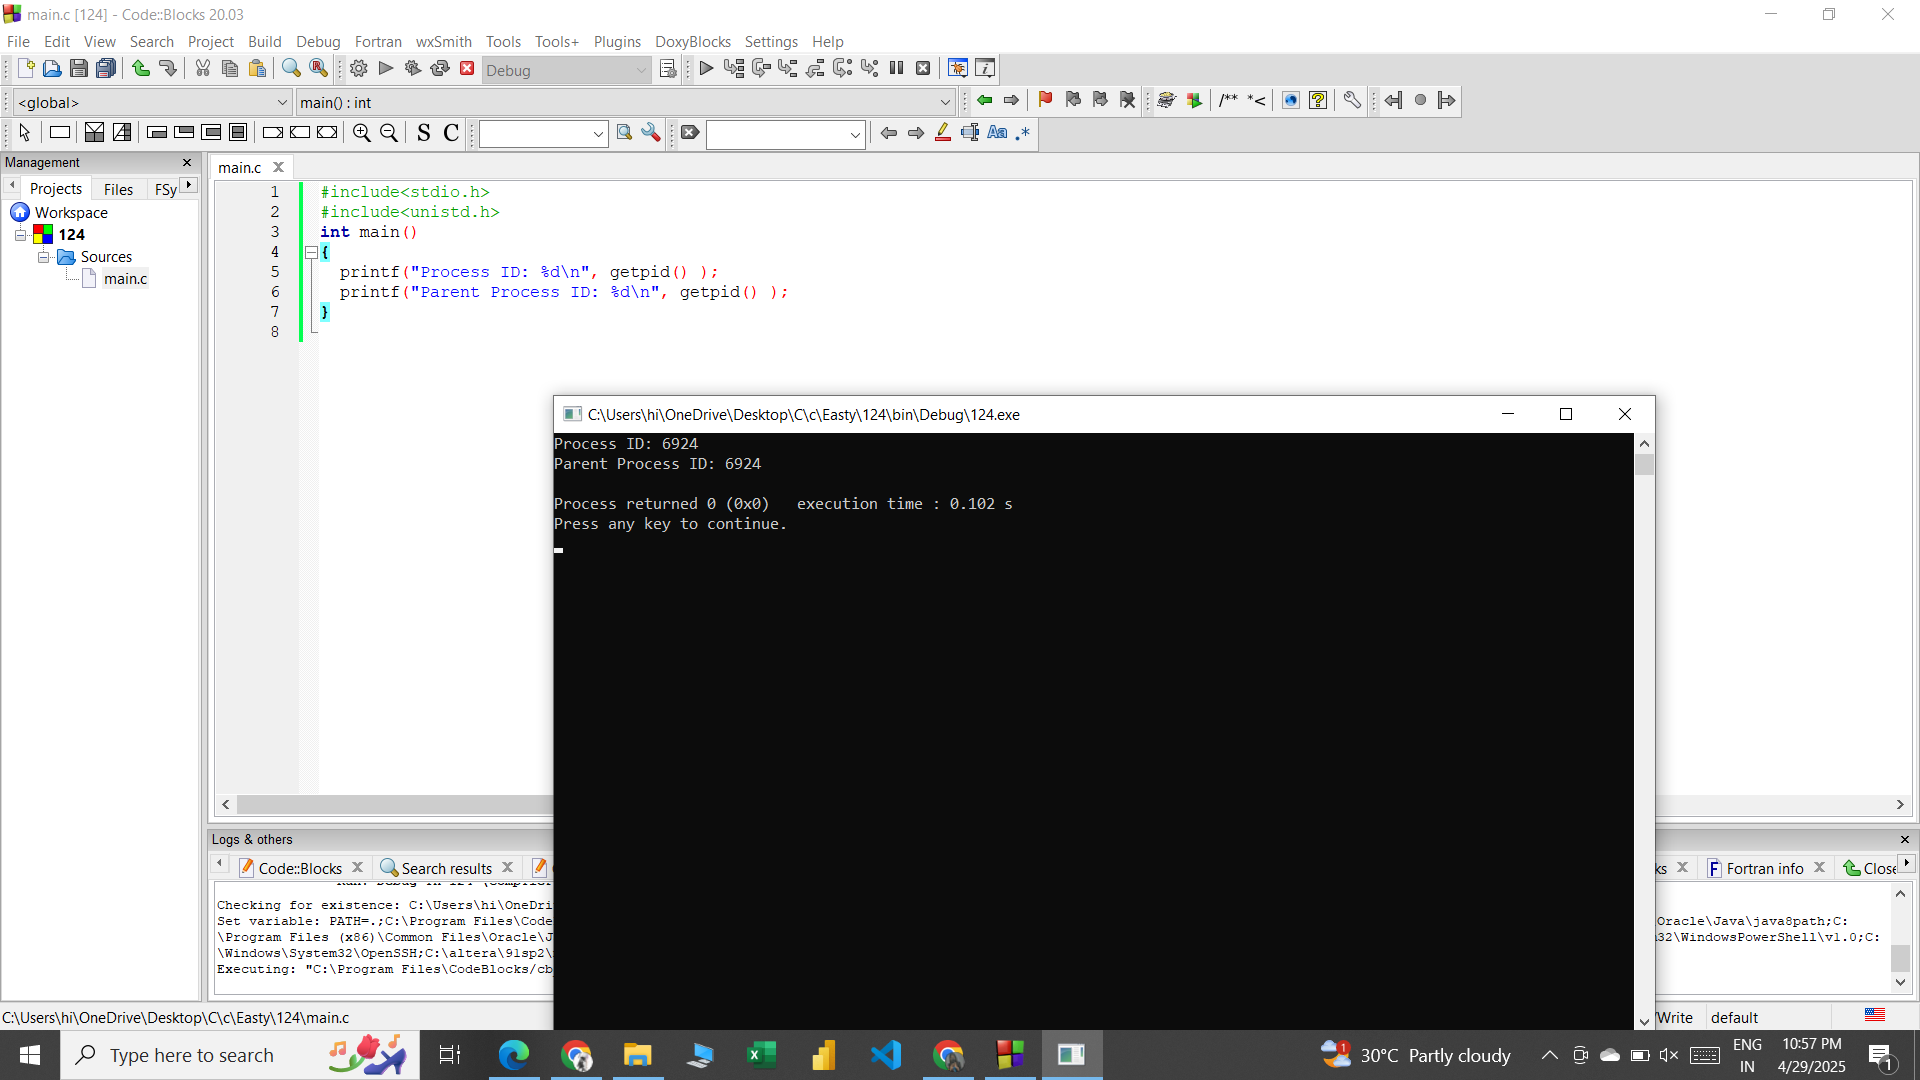 main.c [124] - Code::Blocks 20.03
File Edit View Search Project Build Debug Fortran wxSmith Tools Tools+ Plugins DoxyBlocks Settings Help
Debug
<global> main() : int
/** *<
S C
Aa .*
Management
main.c
Projects Files FSy
Workspace
124
Sources
main.c
1 #include<stdio.h>
2 #include<unistd.h>
3 int main()
4 {
5 printf("Process ID: %d\n", getpid() );
6 printf("Parent Process ID: %d\n", getpid() );
7 }
8
C:\Users\hi\OneDrive\Desktop\C\c\Easty\124\bin\Debug\124.exe
Process ID: 6924
Parent Process ID: 6924
Process returned 0 (0x0) execution time : 0.102 s
Press any key to continue.
Logs & others
Code::Blocks Search results ks Fortran info Close
Checking for existence: C:\Users\hi\OneDri
Set variable: PATH=.;C:\Program Files\Code Oracle\Java\java8path;C:
\Program Files (x86)\Common Files\Oracle\J 32\WindowsPowerShell\v1.0;C:
\Windows\System32\OpenSSH;C:\altera\91sp2\
Executing: "C:\Program Files\CodeBlocks/cb
C:\Users\hi\OneDrive\Desktop\C\c\Easty\124\main.c /Write default
Type here to search 30°C Partly cloudy ENG IN 10:57 PM 4/29/2025 1